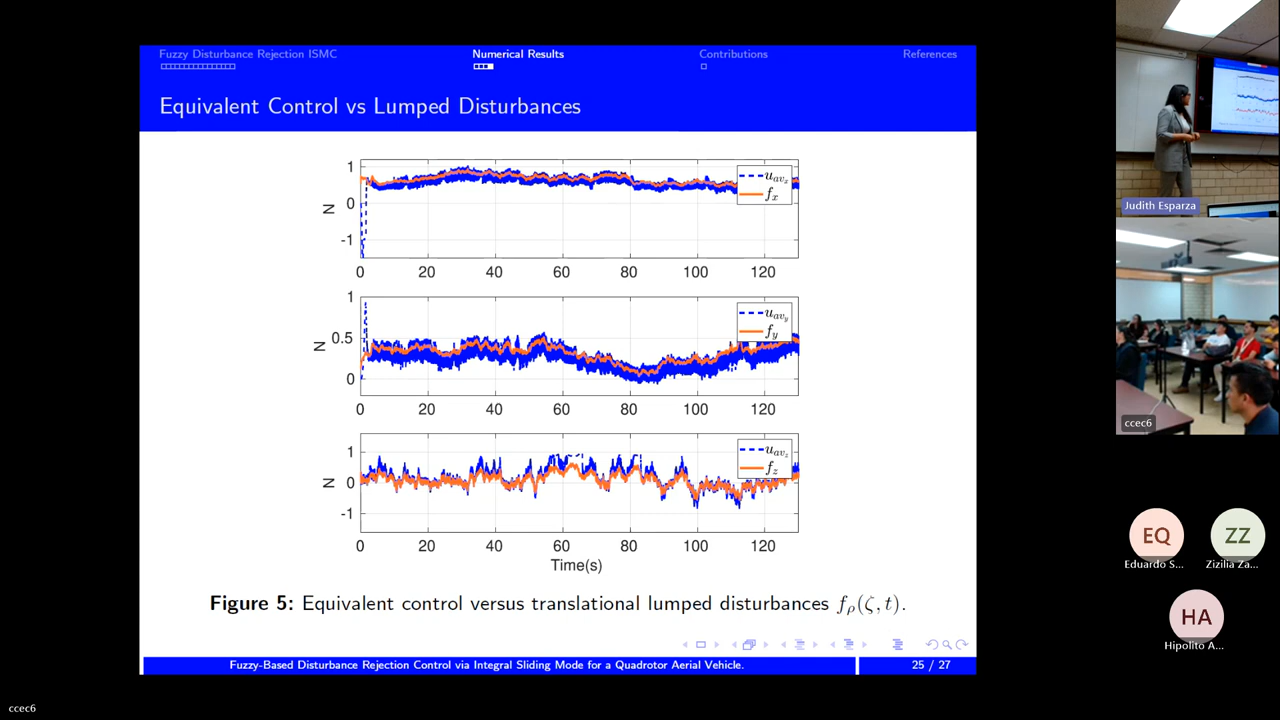 Fuzzy Disturbance Rejection ISMC Numerical Results Contributions References
Equivalent Control vs Lumped Disturbances
1
0
-1
N
u_{av_x}
f_x
0 20 40 60 80 100 120
1
0.5
0
N
u_{av_y}
f_y
0 20 40 60 80 100 120
1
0
-1
N
u_{av_z}
f_z
0 20 40 60 80 100 120
Time(s)
Figure 5: Equivalent control versus translational lumped disturbances f_ρ(ζ, t).
Fuzzy-Based Disturbance Rejection Control via Integral Sliding Mode for a Quadrotor Aerial Vehicle. 25 / 27
Judith Esparza
ccec6
EQ
Eduardo S...
ZZ
Zizilia Za...
HA
Hipolito A...
ccec6